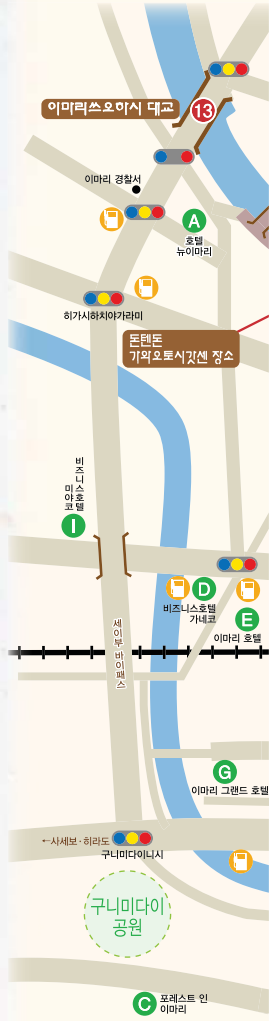 이마리쓰오하시 대교
13
이마리 경찰서
A
호텔
뉴이마리
히가시하치야가라미
돈텐돈
가와오토시갓센 장소
비즈니스호텔
미야코
I
D
비즈니스호텔
가네코
E
이마리 호텔
세이부 바이패스
G
이마리 그랜드 호텔
←사세보·히라도
구니미다이니시
구니미다이
공원
C
포레스트 인
이마리